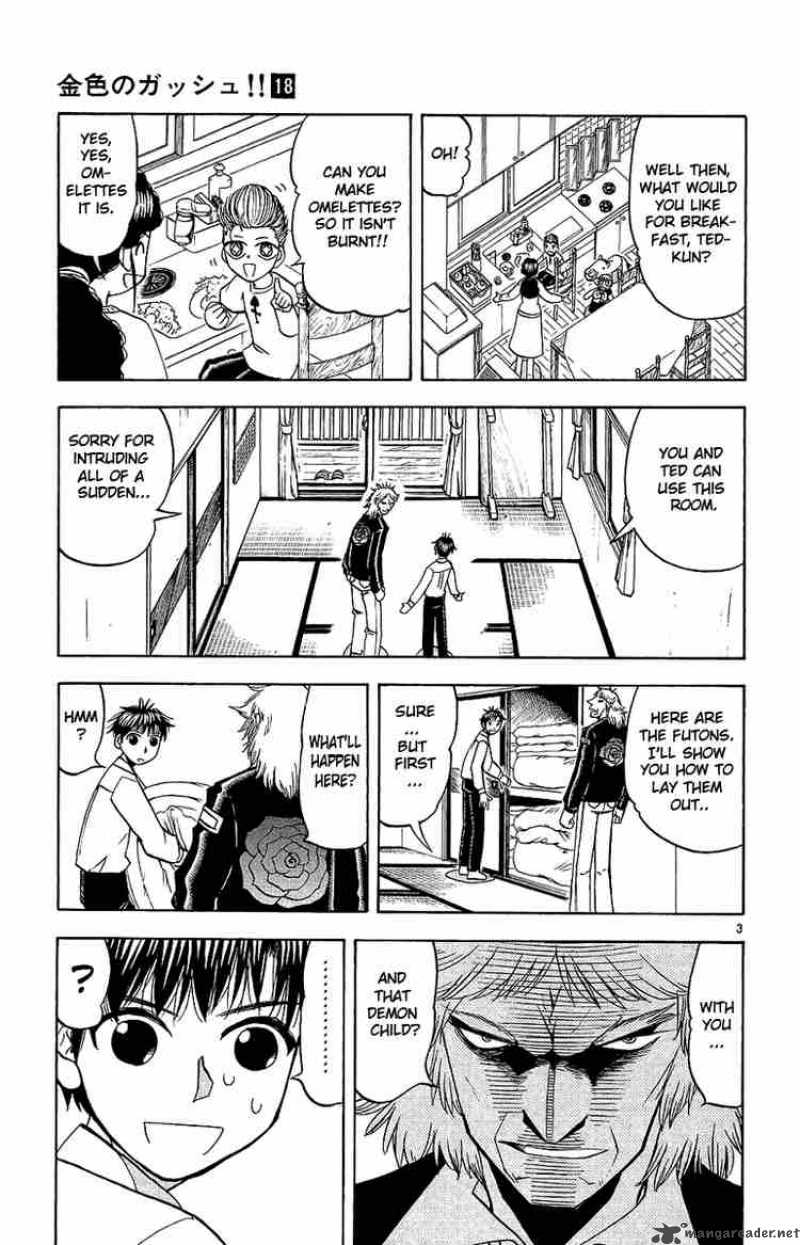 金色のガッシュ!! 18
WELL THEN,
WHAT WOULD
YOU LIKE
FOR BREAK-
FAST, TED-
KUN?
OH!
CAN YOU
MAKE
OMELETTES?
SO IT ISN'T
BURNT!!
YES,
YES,
OM-
ELETTES
IT IS.
YOU AND
TED CAN
USE THIS
ROOM.
SORRY FOR
INTRUDING
ALL OF A
SUDDEN...
HERE ARE
THE FUTONS.
I'LL SHOW
YOU HOW TO
LAY THEM
OUT..
SURE
...
BUT
FIRST
...
WHAT'LL
HAPPEN
HERE?
HMM
?
3
WITH
YOU
...
AND
THAT
DEMON
CHILD?
.........
?
mangareader.net